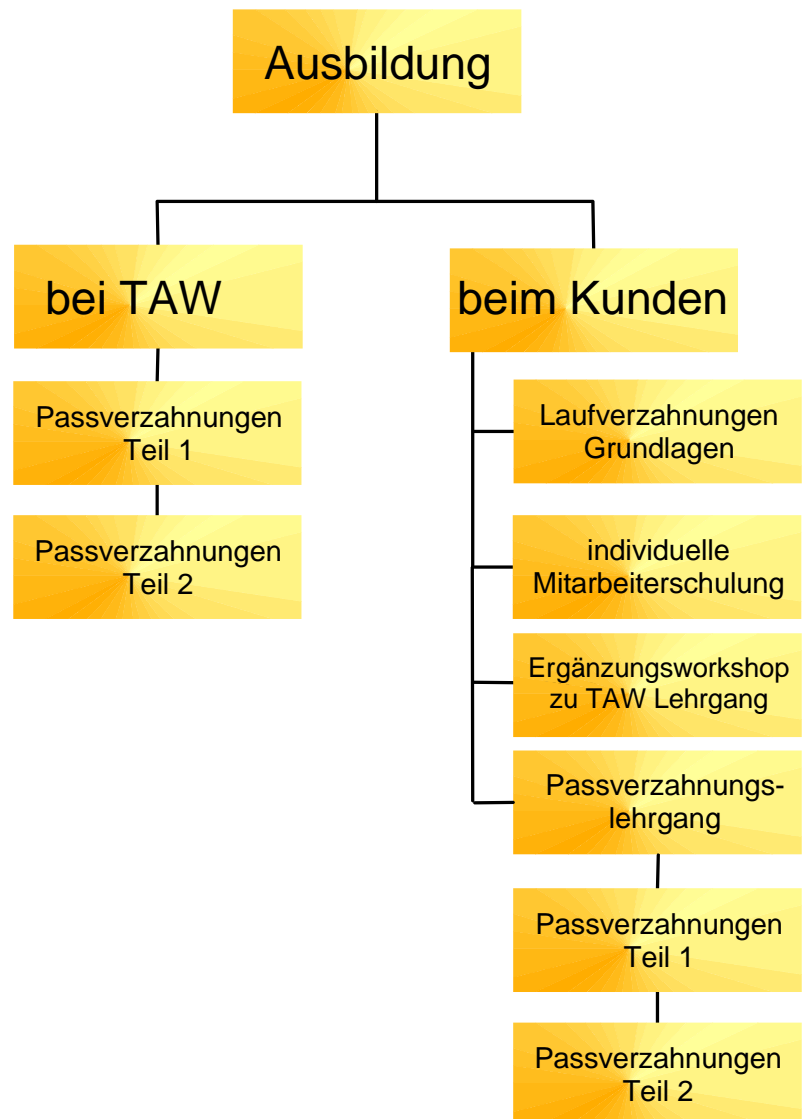 Ausbildung
bei TAW
Passverzahnungen
Teil 1
Passverzahnungen
Teil 2
beim Kunden
Laufverzahnungen
Grundlagen
individuelle
Mitarbeiterschulung
Ergänzungsworkshop
zu TAW Lehrgang
Passverzahnungs-
lehrgang
Passverzahnungen
Teil 1
Passverzahnungen
Teil 2